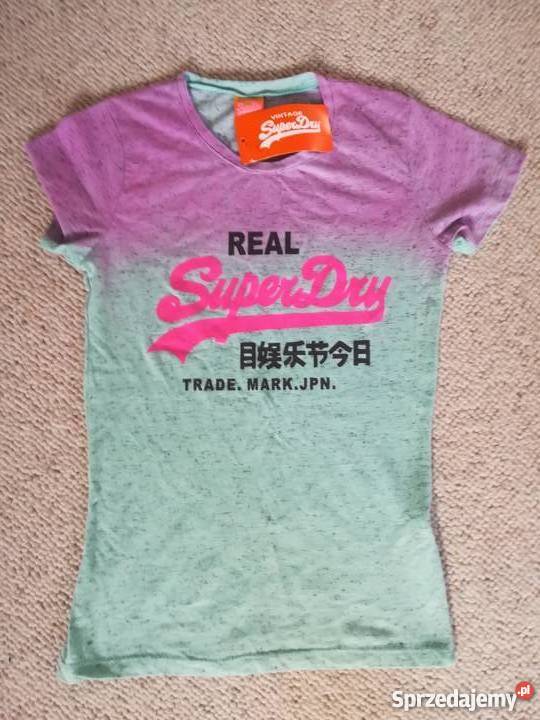 VINTAGE
SuperDry
REAL
SuperDry
目娱乐节今日
TRADE. MARK.JPN.
Sprzedajemy.pl